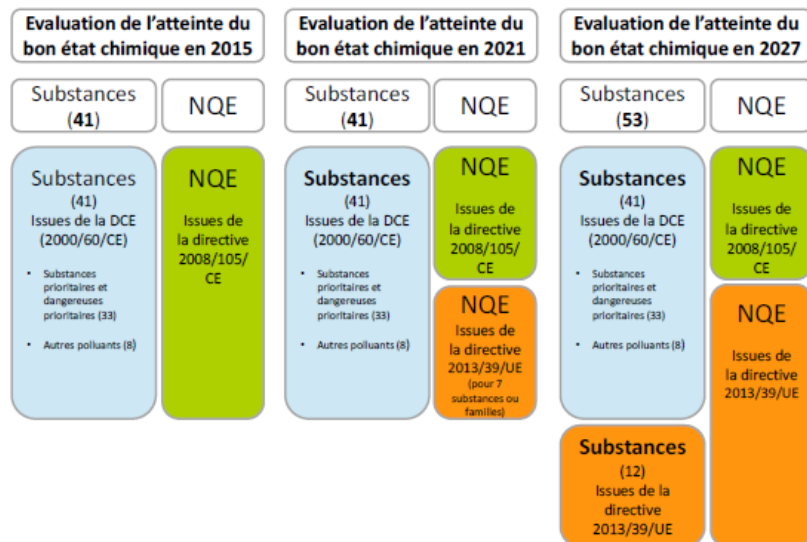 Evaluation de l'atteinte du
bon état chimique en 2015
Substances
(41)
NQE
Substances
(41)
Issues de la DCE
(2000/60/CE)
• Substances
prioritaires et
dangereuses
prioritaires (33)
• Autres polluants (8)
NQE
Issues de
la directive
2008/105/
CE
Evaluation de l'atteinte du
bon état chimique en 2021
Substances
(41)
NQE
Substances
(41)
Issues de la DCE
(2000/60/CE)
• Substances
prioritaires et
dangereuses
prioritaires (33)
• Autres polluants (8)
NQE
Issues de
la directive
2008/105/
CE
NQE
Issues de
la directive
2013/39/UE
(pour 7
substances ou
familles)
Evaluation de l'atteinte du
bon état chimique en 2027
Substances
(53)
NQE
Substances
(41)
Issues de la DCE
(2000/60/CE)
• Substances
prioritaires et
dangereuses
prioritaires (33)
• Autres polluants (8)
NQE
Issues de
la directive
2008/105/
CE
NQE
Issues de
la directive
2013/39/UE
Substances
(12)
Issues de la
directive
2013/39/UE